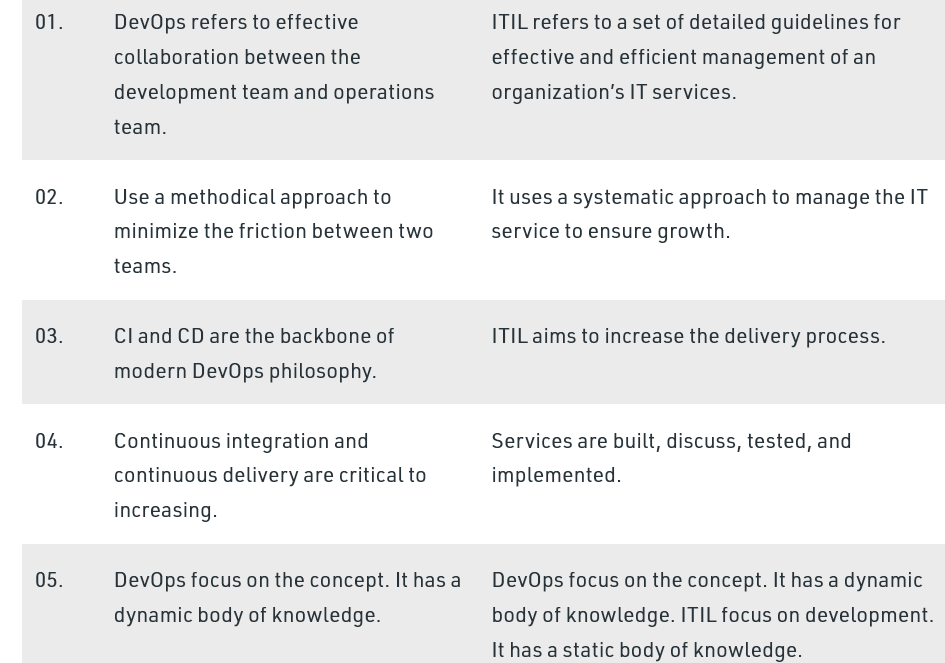 01.
DevOps refers to effective
collaboration between the
development team and operations
team.
ITIL refers to a set of detailed guidelines for
effective and efficient management of an
organization's IT services.
02.
Use a methodical approach to
minimize the friction between two
teams.
It uses a systematic approach to manage the IT
service to ensure growth.
03.
CI and CD are the backbone of
modern DevOps philosophy.
ITIL aims to increase the delivery process.
04.
Continuous integration and
continuous delivery are critical to
increasing.
Services are built, discuss, tested, and
implemented.
05.
DevOps focus on the concept. It has a
dynamic body of knowledge.
DevOps focus on the concept. It has a dynamic
body of knowledge. ITIL focus on development.
It has a static body of knowledge.